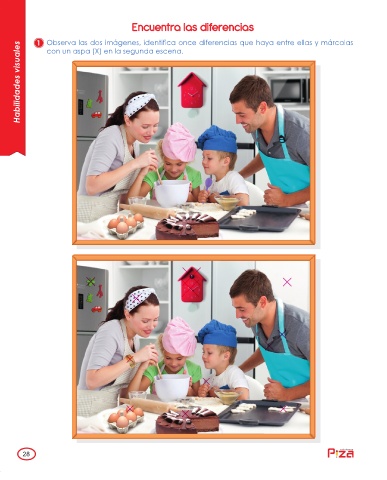 Encuentra las diferencias
1 Observa las dos imágenes, identifica once diferencias que haya entre ellas y márcalas
con un aspa (X) en la segunda escena.
Habilidades visuales
28